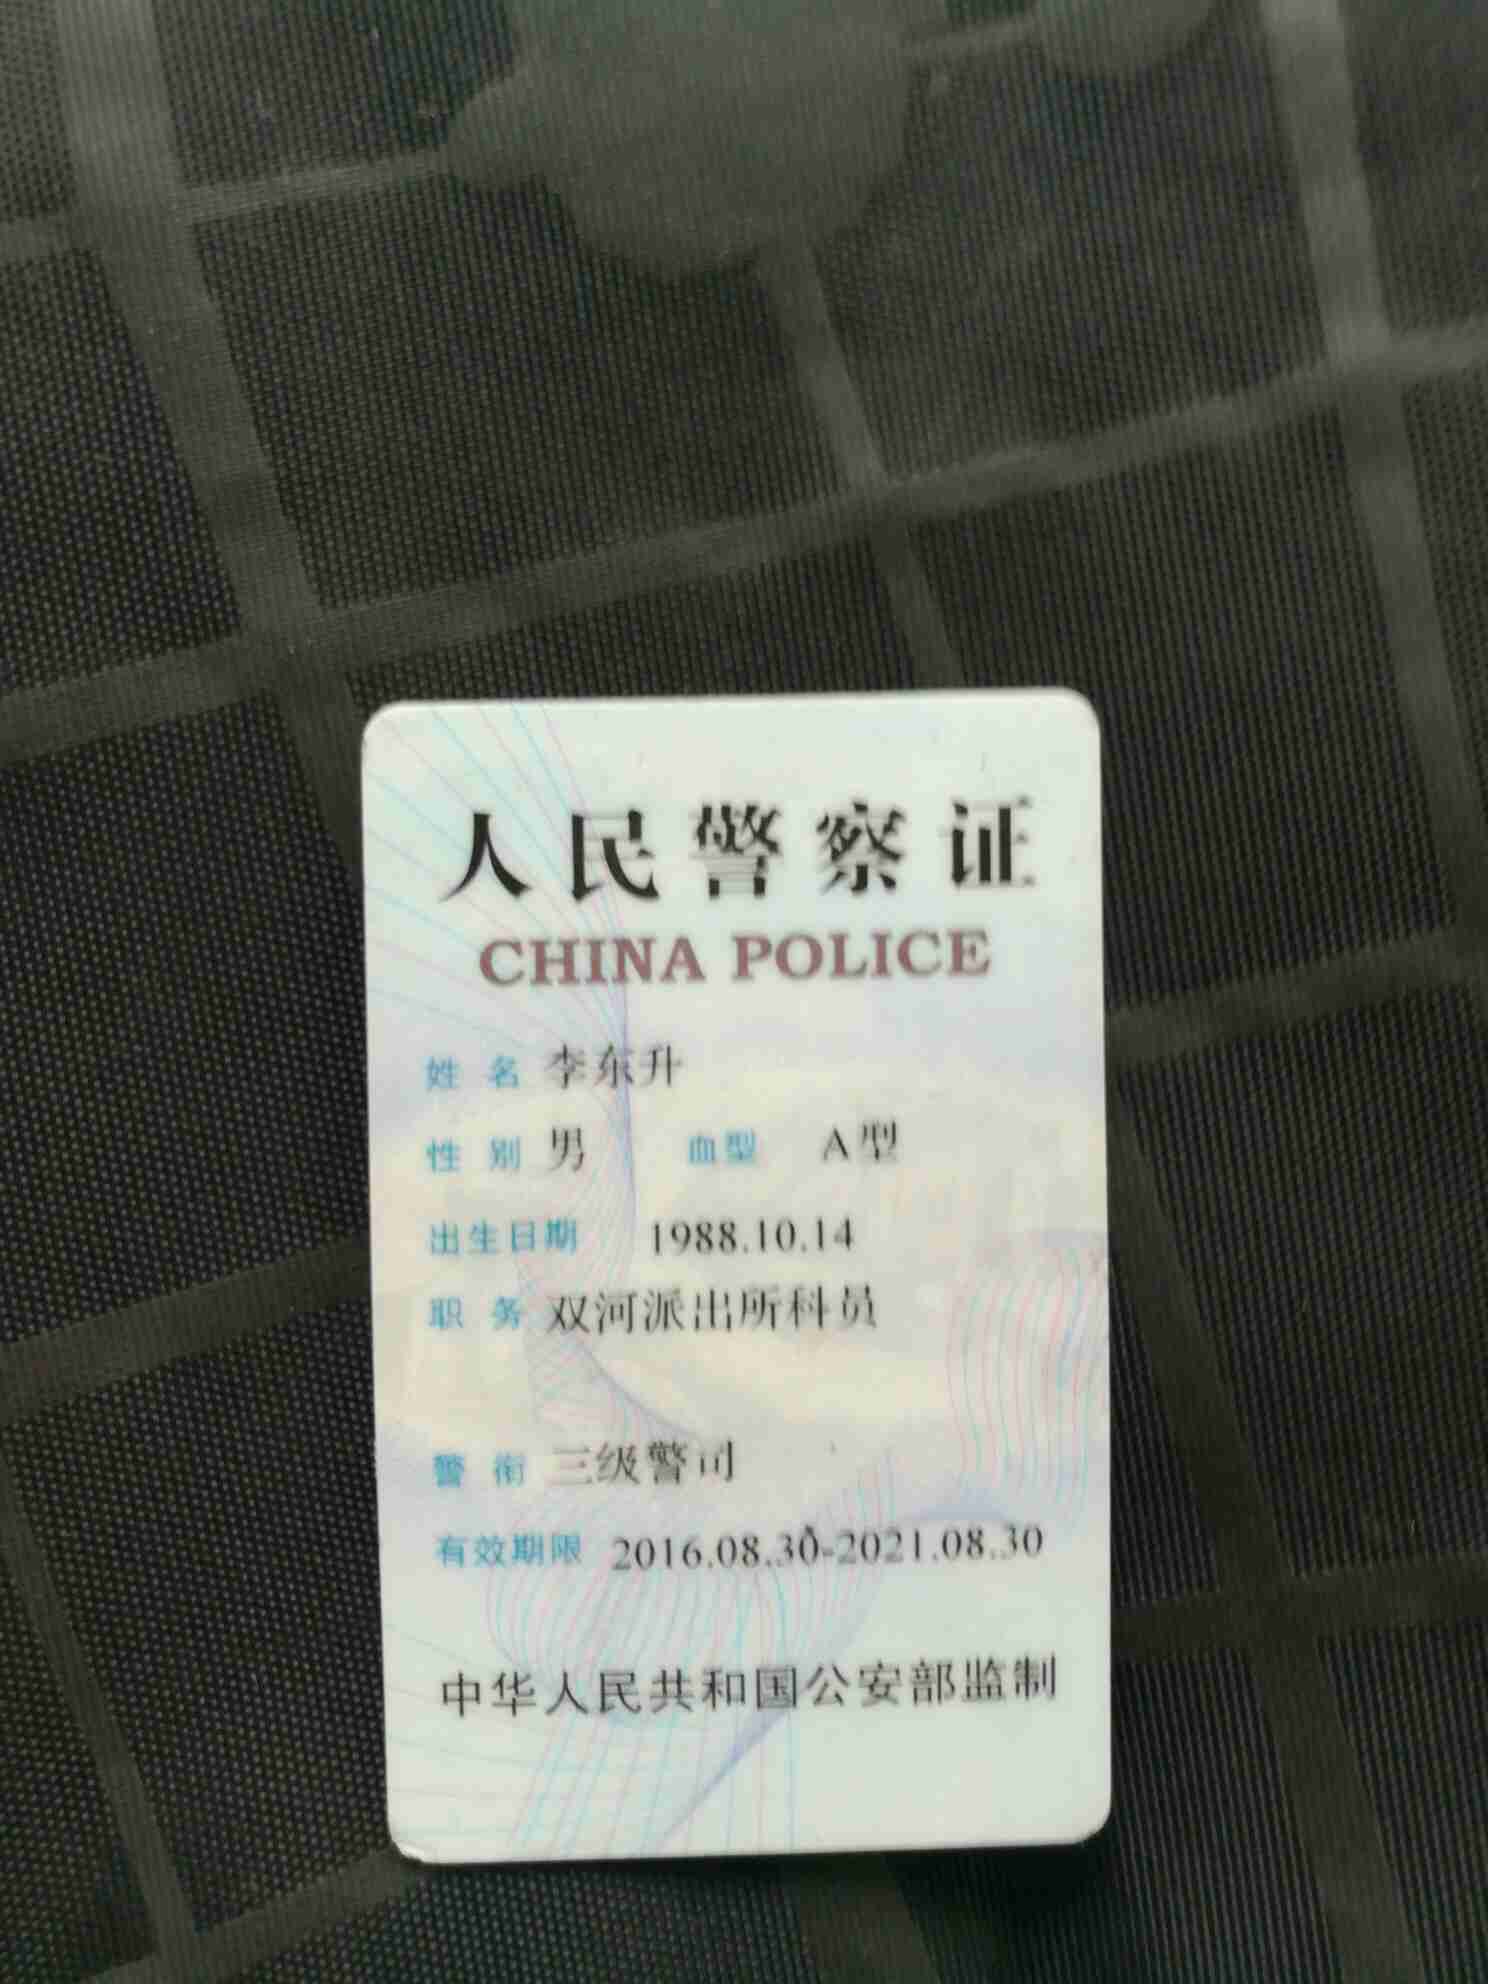 人民警察证
CHINA POLICE
姓名 李东升
性别 男 血型 A型
出生日期 1988.10.14
职务 双河派出所科员
警衔 三级警司
有效期限 2016.08.30-2021.08.30
中华人民共和国公安部监制